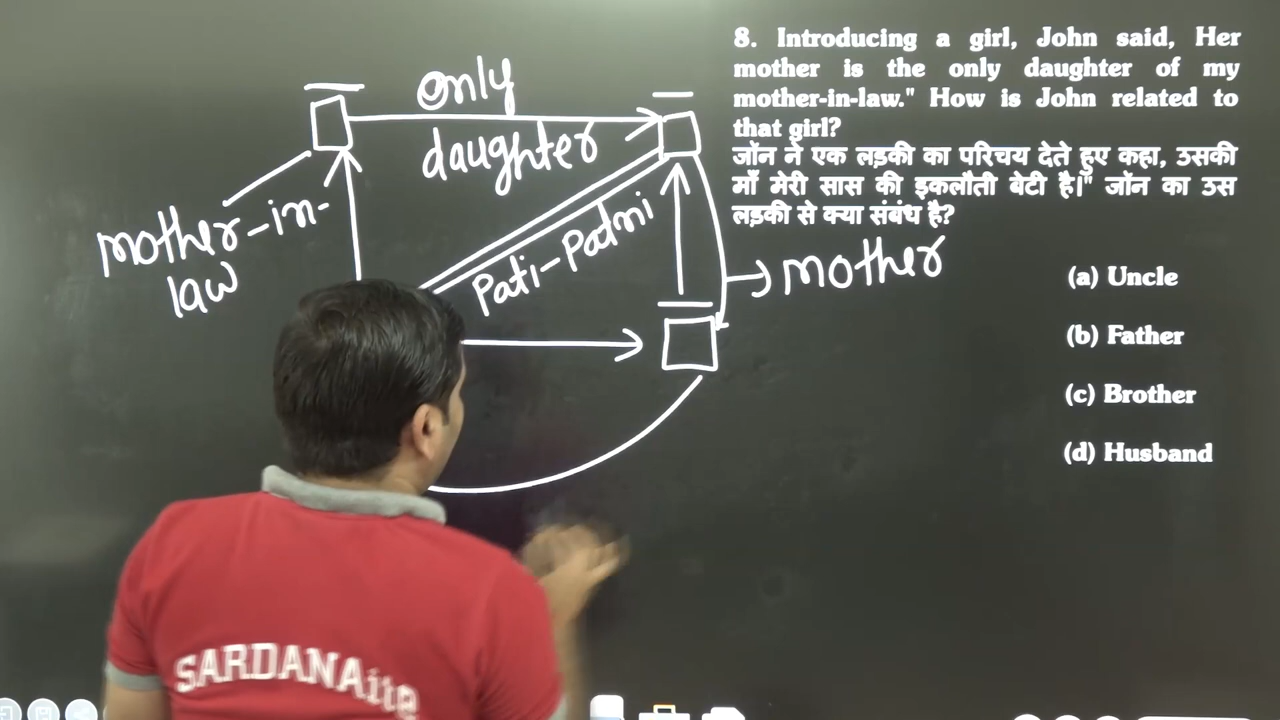 8. Introducing a girl, John said, Her
mother is the only daughter of my
mother-in-law." How is John related to
that girl?
जॉन ने एक लड़की का परिचय देते हुए कहा, उसकी
माँ मेरी सास की इकलौती बेटी है।" जॉन का उस
लड़की से क्या संबंध है?
(a) Uncle
(b) Father
(c) Brother
(d) Husband
only
daughter
mother-in-
law
Pati-Patni
mother
SARDANAite